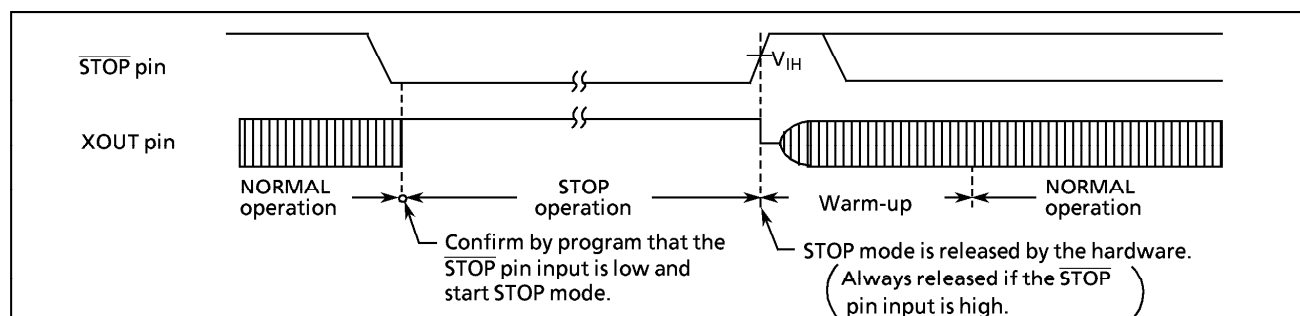 STOP pin
V_IH
XOUT pin
NORMAL
operation
STOP
operation
Warm-up
NORMAL
operation
Confirm by program that the
STOP pin input is low and
start STOP mode.
STOP mode is released by the hardware.
(Always released if the STOP
pin input is high.)